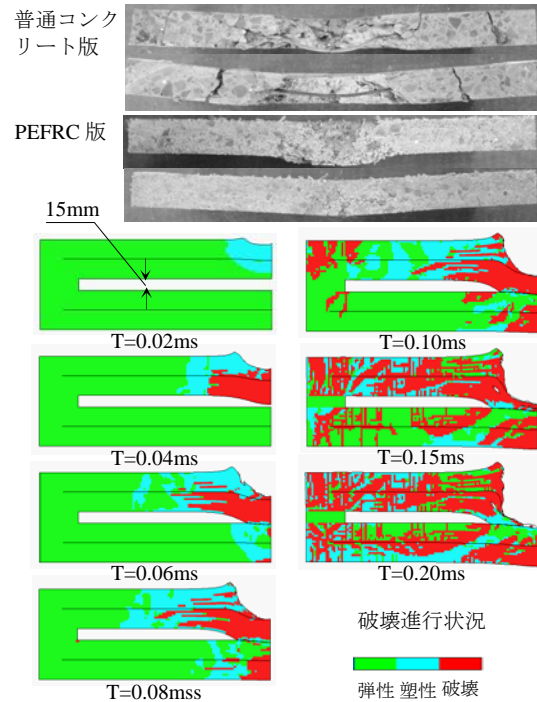 普通コンク
リート版
PEFRC 版
15mm
T=0.02ms
T=0.10ms
T=0.04ms
T=0.15ms
T=0.06ms
T=0.20ms
T=0.08mss
破壊進行状況
弾性 塑性 破壊